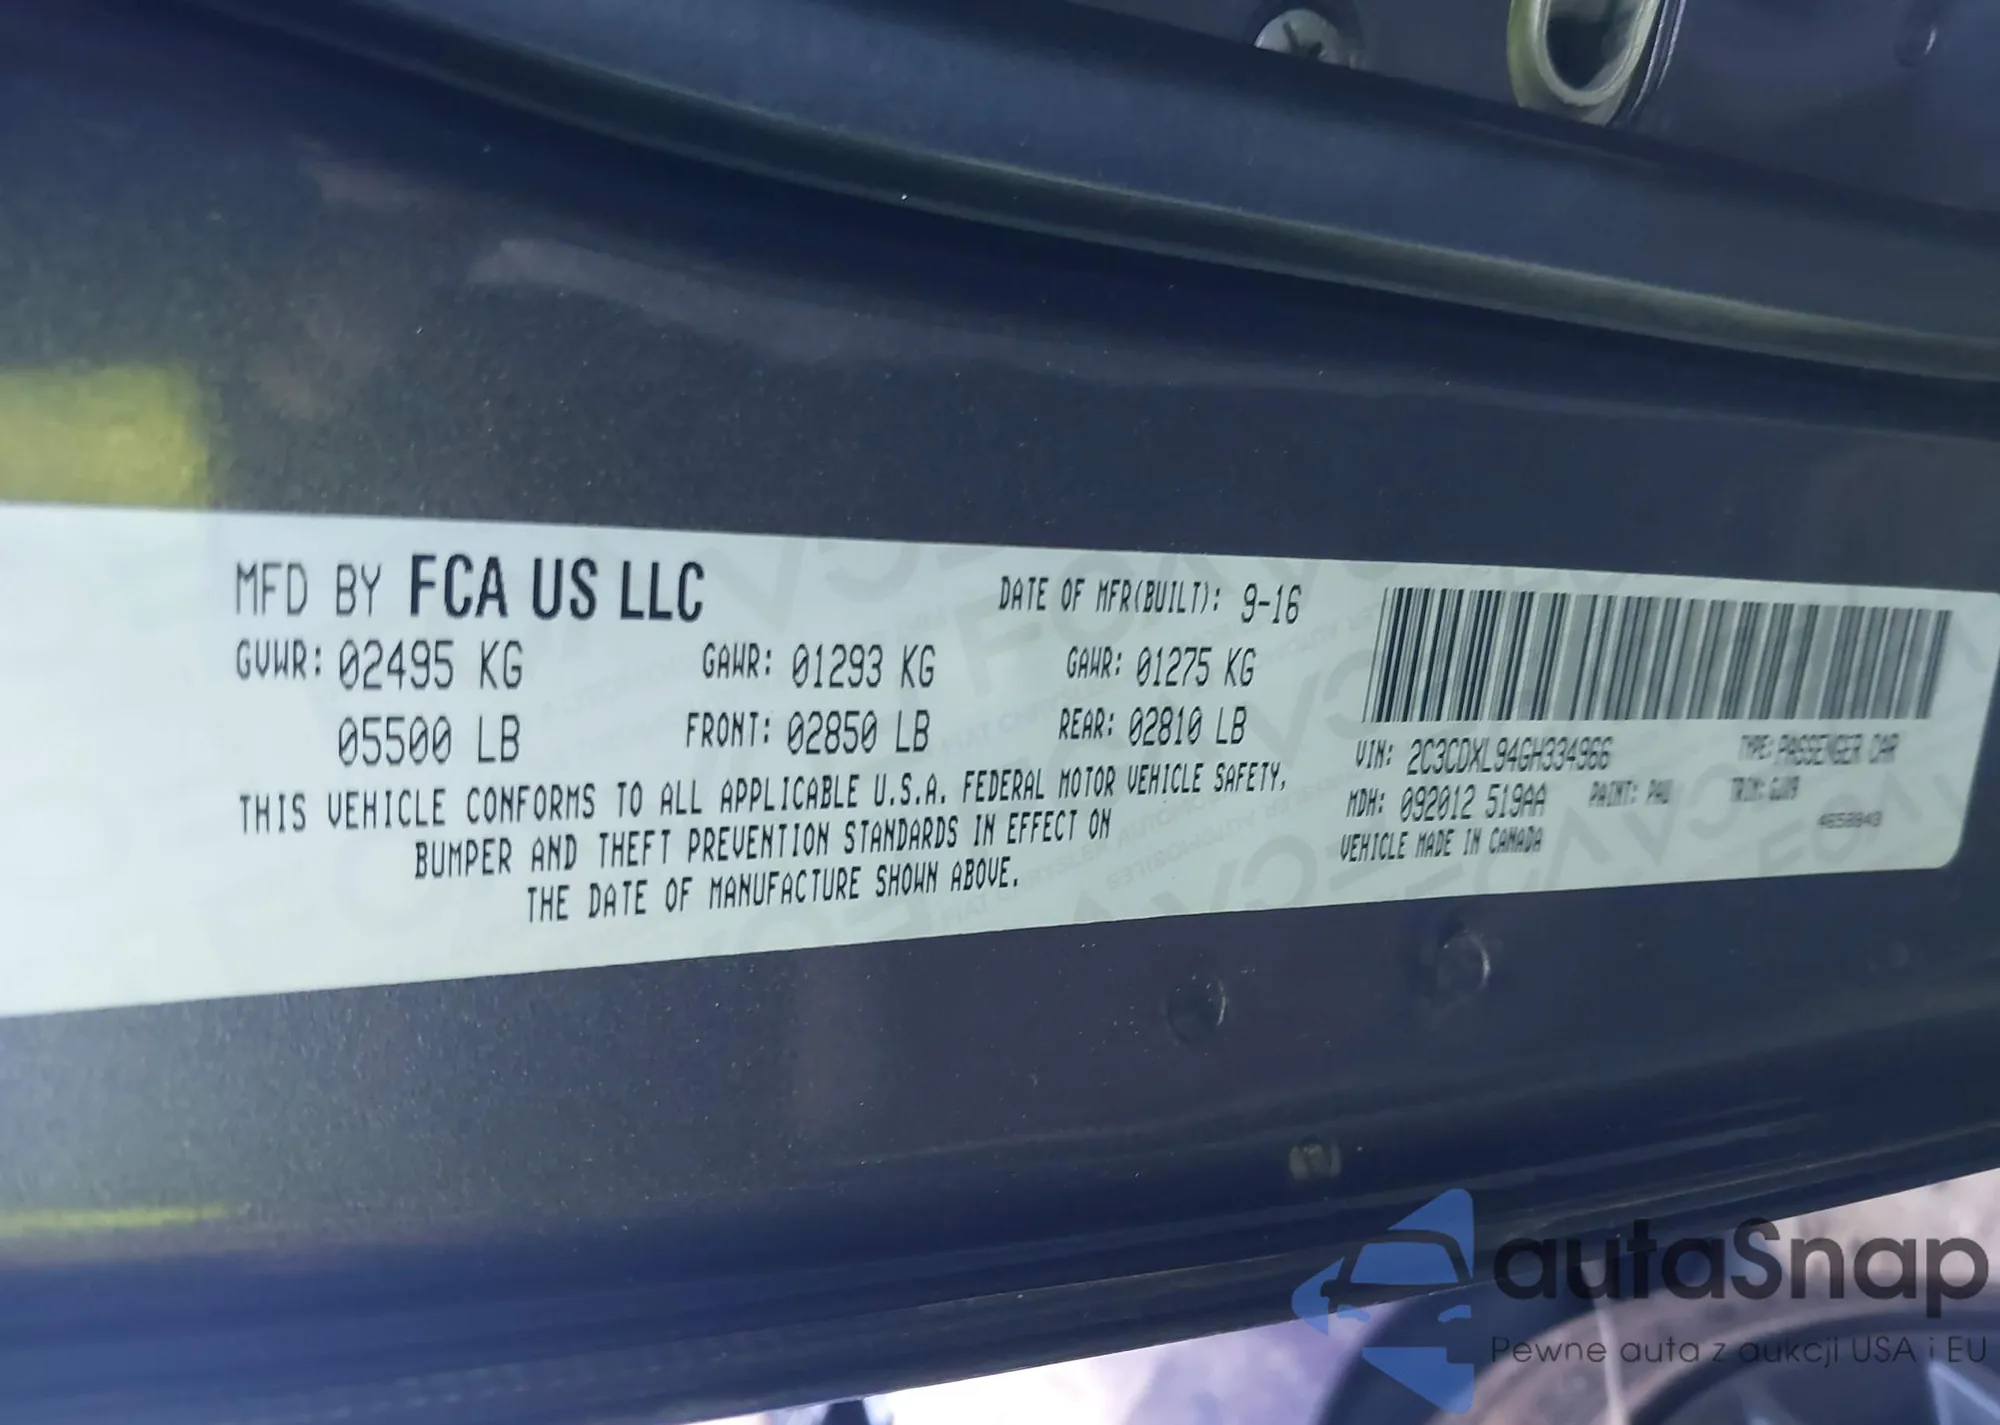 MFD BY FCA US LLC
DATE OF MFR(BUILT): 9-16
GVWR: 02495 KG GAWR: 01293 KG GAWR: 01275 KG
05500 LB FRONT: 02850 LB REAR: 02810 LB
THIS VEHICLE CONFORMS TO ALL APPLICABLE U.S.A. FEDERAL MOTOR VEHICLE SAFETY,
BUMPER AND THEFT PREVENTION STANDARDS IN EFFECT ON
THE DATE OF MANUFACTURE SHOWN ABOVE.
VIN: 2C3CDXL94GH334966 TYPE: PASSENGER CAR
MDH: 092012 519AA PAINT: PAU TRIM:
VEHICLE MADE IN CANADA
autaSnap
Pewne auta z aukcji USA i EU